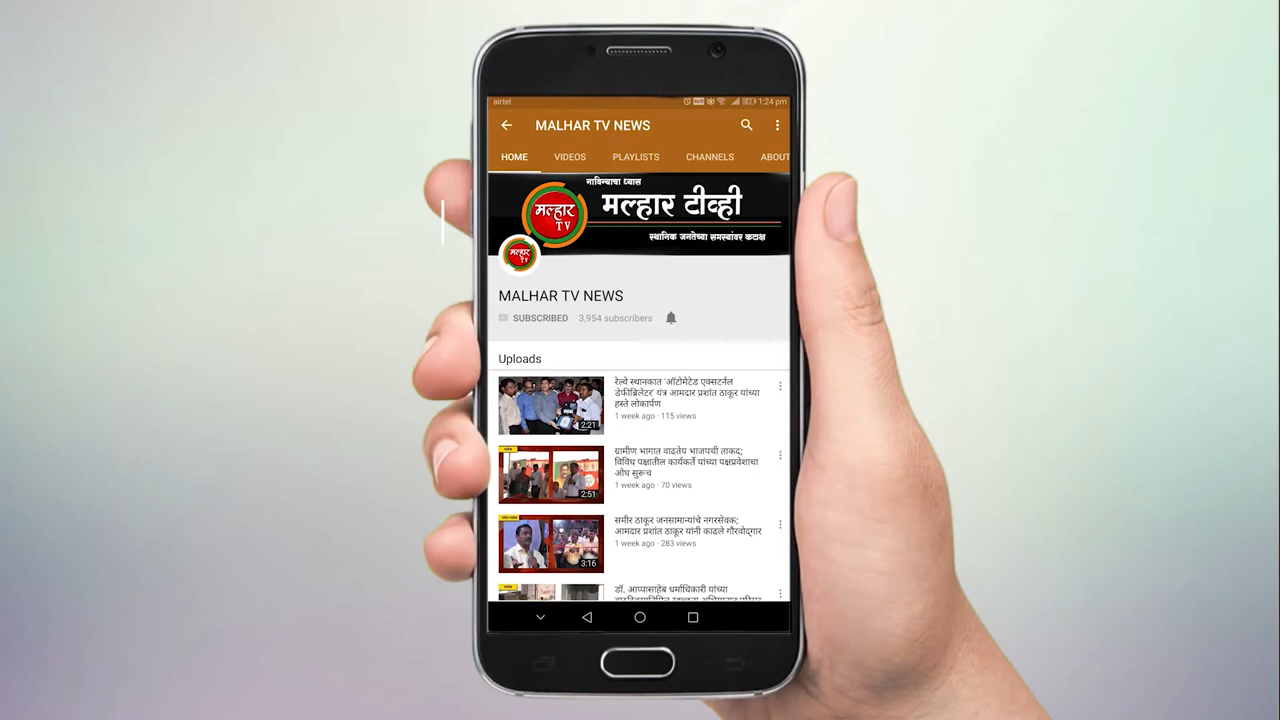 airtel 1:24 pm
MALHAR TV NEWS
HOME VIDEOS PLAYLISTS CHANNELS ABOUT
नाविन्याचा ध्यास
मल्हार टीव्ही
मल्हार
TV
स्थानिक जनतेच्या समस्यांवर कटाक्ष
मल्हार
TV
MALHAR TV NEWS
SUBSCRIBED 3,954 subscribers
Uploads
रेल्वे स्थानकात 'ऑटोमेटेड एक्सटर्नल
डेफीब्रिलेटर' यंत्र आमदार प्रशांत ठाकूर यांच्या
हस्ते लोकार्पण
1 week ago · 115 views
2:21
ग्रामीण भागात वाढतेय भाजपची ताकद;
विविध पक्षातील कार्यकर्ते यांच्या पक्षप्रवेशाचा
ओघ सुरूच
1 week ago · 70 views
2:51
समीर ठाकूर जनसामान्यांचे नगरसेवक;
आमदार प्रशांत ठाकूर यांनी काढले गौरवोद्गार
1 week ago · 283 views
3:16
डॉ. आप्पासाहेब धर्माधिकारी यांच्या